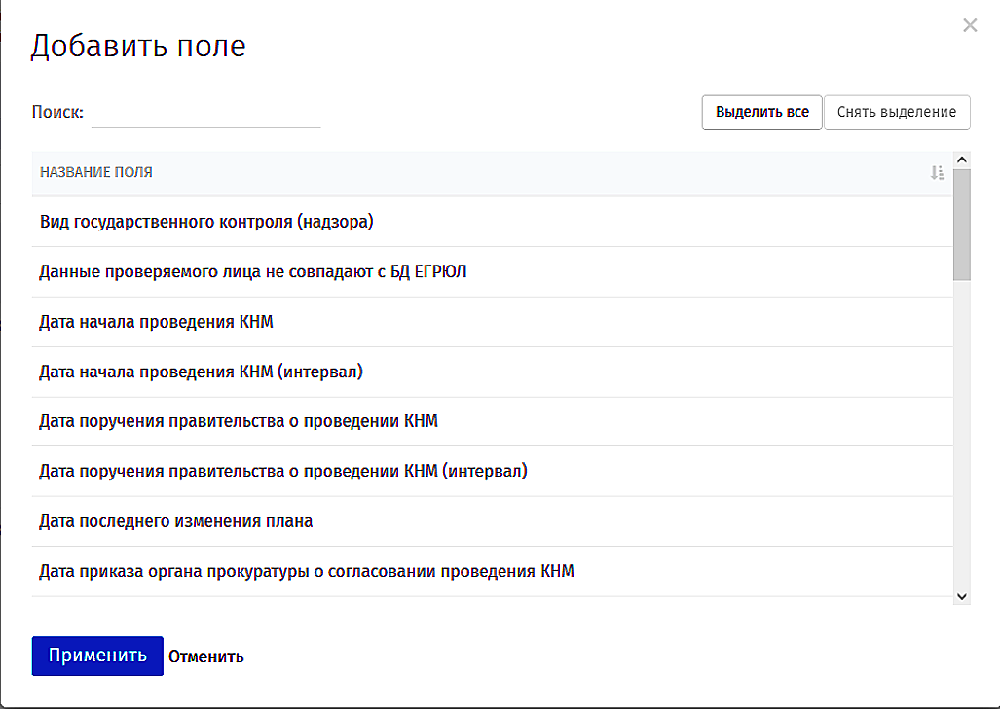 Добавить поле
Поиск:
Выделить все
Снять выделение
НАЗВАНИЕ ПОЛЯ
Вид государственного контроля (надзора)
Данные проверяемого лица не совпадают с БД ЕГРЮЛ
Дата начала проведения КНМ
Дата начала проведения КНМ (интервал)
Дата поручения правительства о проведении КНМ
Дата поручения правительства о проведении КНМ (интервал)
Дата последнего изменения плана
Дата приказа органа прокуратуры о согласовании проведения КНМ
Применить
Отменить